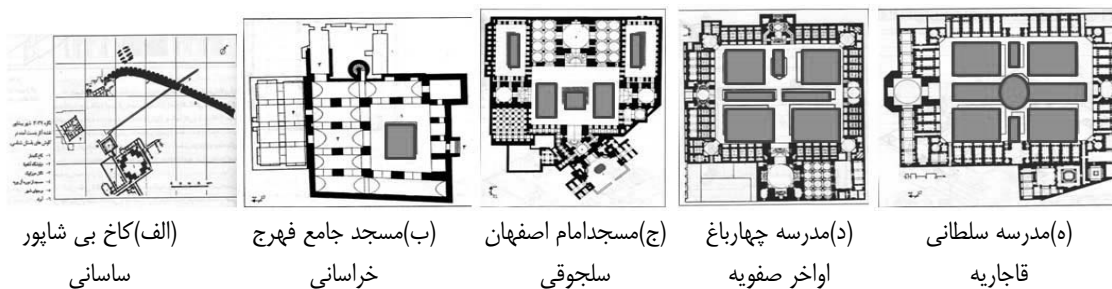 (ه)مدرسه سلطانی
قاجاریه
(د)مدرسه چهارباغ
اواخر صفویه
(ج)مسجدامام اصفهان
سلجوقی
(ب)مسجد جامع فهرج
خراسانی
(الف)کاخ بی شاپور
ساسانی